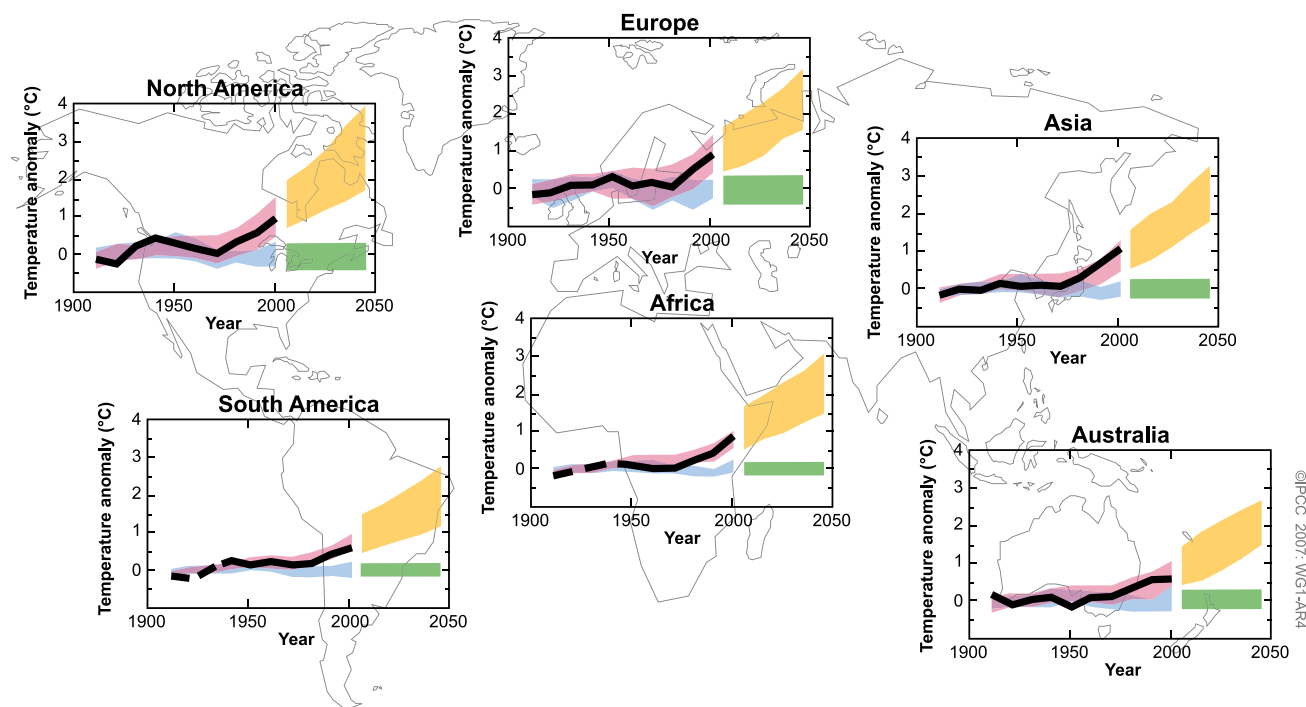 Europe
Temperature anomaly (°C)
4
3
2
1
0
1900
1950
2000
2050
Year
North America
Temperature anomaly (°C)
4
3
2
1
0
1900
1950
2000
2050
Year
Asia
Temperature anomaly (°C)
4
3
2
1
0
1900
1950
2000
2050
Year
Africa
Temperature anomaly (°C)
4
3
2
1
0
1900
1950
2000
2050
Year
South America
Temperature anomaly (°C)
4
3
2
1
0
1900
1950
2000
2050
Year
Australia
Temperature anomaly (°C)
4
3
2
1
0
1900
1950
2000
2050
Year
©IPCC 2007: WG1-AR4